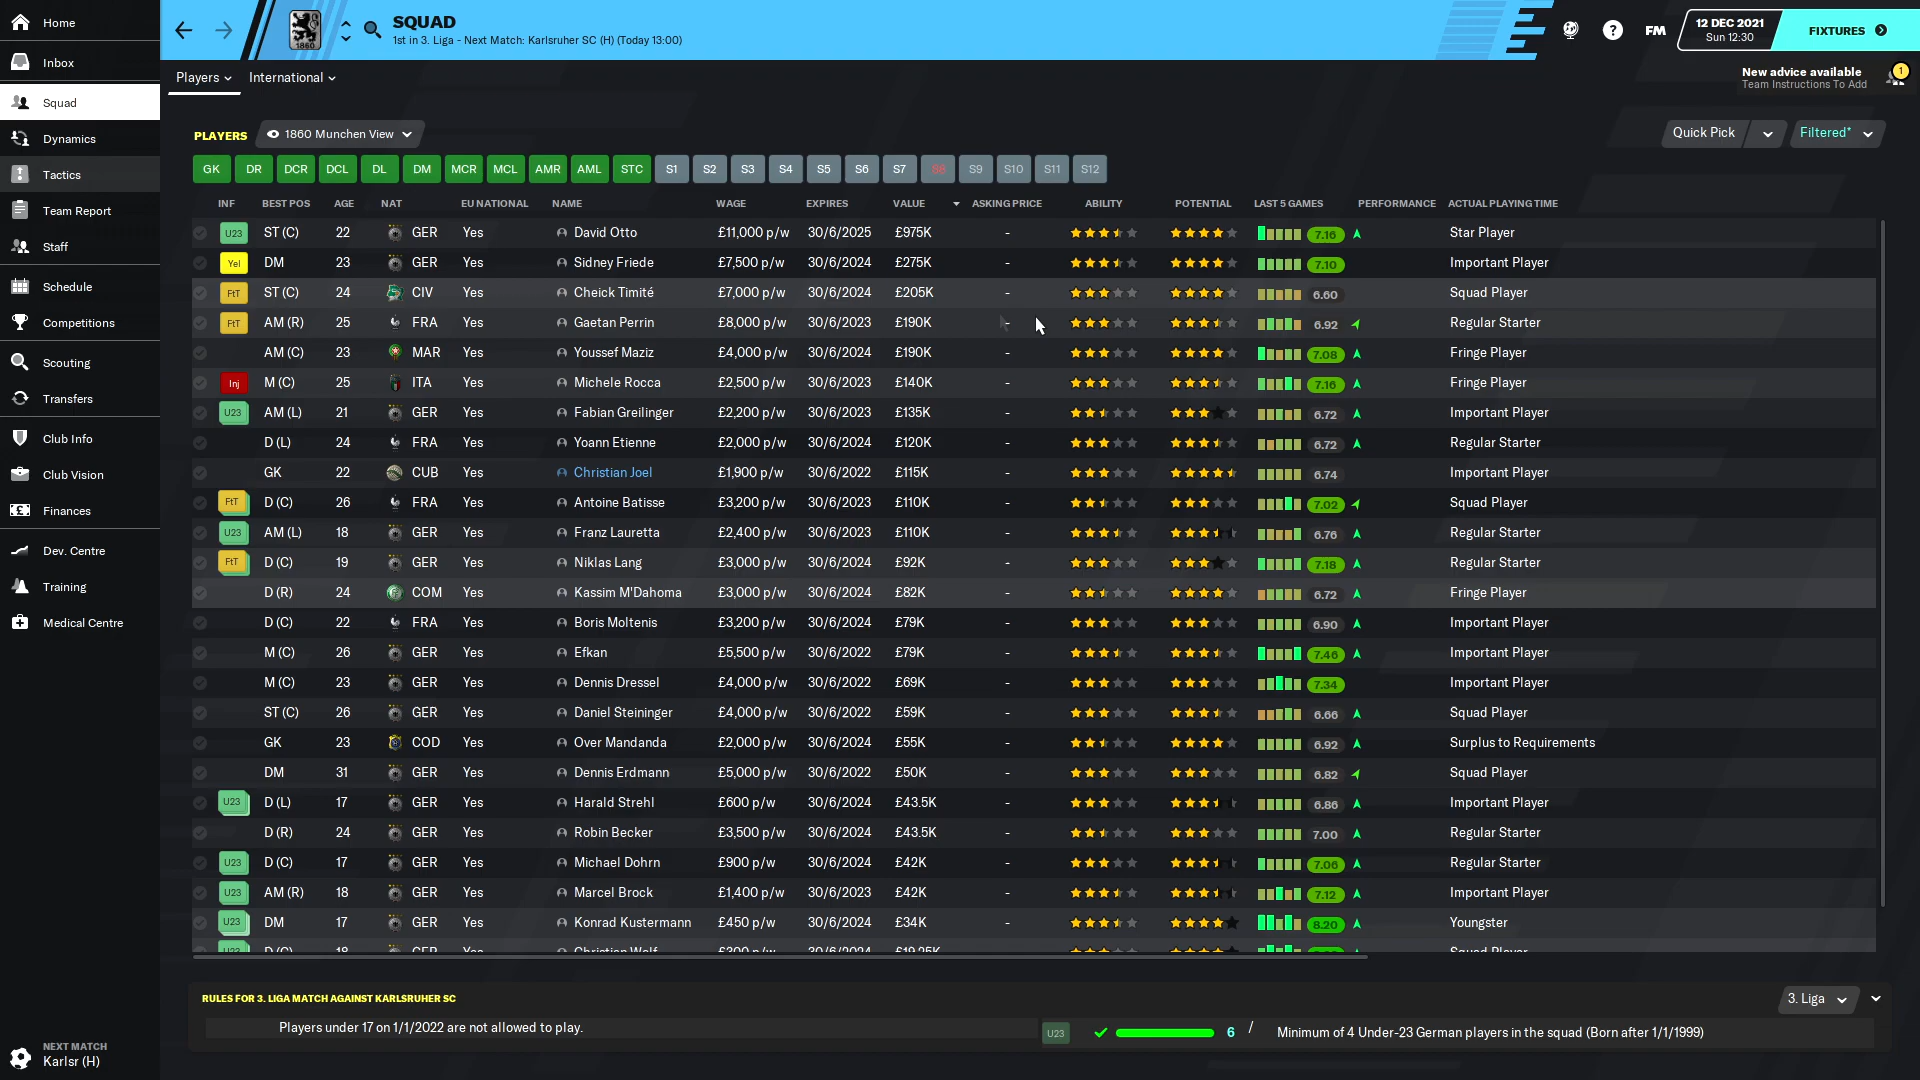 Home
Inbox
Squad
Dynamics
Tactics
Team Report
Staff
Schedule
Competitions
Scouting
Transfers
Club Info
Club Vision
Finances
Dev. Centre
Training
Medical Centre
NEXT MATCH
Karlsr (H)
1860
SQUAD
1st in 3. Liga - Next Match: Karlsruher SC (H) (Today 13:00)
FM
12 DEC 2021
Sun 12:30
FIXTURES
Players International
New advice available 1
Team Instructions To Add
PLAYERS 1860 Munchen View Quick Pick Filtered*
GK DR DCR DCL DL DM MCR MCL AMR AML STC S1 S2 S3 S4 S5 S6 S7 S8 S9 S10 S11 S12
INF BEST POS AGE NAT EU NATIONAL NAME WAGE EXPIRES VALUE ASKING PRICE ABILITY POTENTIAL LAST 5 GAMES PERFORMANCE ACTUAL PLAYING TIME
U23 ST (C) 22 GER Yes David Otto £11,000 p/w 30/6/2025 £975K - 7.16 Star Player
Yel DM 23 GER Yes Sidney Friede £7,500 p/w 30/6/2024 £275K - 7.10 Important Player
FtT ST (C) 24 CIV Yes Cheick Timité £7,000 p/w 30/6/2024 £205K - 6.60 Squad Player
FtT AM (R) 25 FRA Yes Gaetan Perrin £8,000 p/w 30/6/2023 £190K - 6.92 Regular Starter
AM (C) 23 MAR Yes Youssef Maziz £4,000 p/w 30/6/2024 £190K - 7.08 Fringe Player
Inj M (C) 25 ITA Yes Michele Rocca £2,500 p/w 30/6/2023 £140K - 7.16 Fringe Player
U23 AM (L) 21 GER Yes Fabian Greilinger £2,200 p/w 30/6/2023 £135K - 6.72 Important Player
D (L) 24 FRA Yes Yoann Etienne £2,000 p/w 30/6/2024 £120K - 6.72 Regular Starter
GK 22 CUB Yes Christian Joel £1,900 p/w 30/6/2022 £115K - 6.74 Important Player
FtT D (C) 26 FRA Yes Antoine Batisse £3,200 p/w 30/6/2023 £110K - 7.02 Squad Player
U23 AM (L) 18 GER Yes Franz Lauretta £2,400 p/w 30/6/2023 £110K - 6.76 Regular Starter
FtT D (C) 19 GER Yes Niklas Lang £3,000 p/w 30/6/2024 £92K - 7.18 Regular Starter
D (R) 24 COM Yes Kassim M'Dahoma £3,000 p/w 30/6/2024 £82K - 6.72 Fringe Player
D (C) 22 FRA Yes Boris Moltenis £3,200 p/w 30/6/2024 £79K - 6.90 Important Player
M (C) 26 GER Yes Efkan £5,500 p/w 30/6/2022 £79K - 7.46 Important Player
M (C) 23 GER Yes Dennis Dressel £4,000 p/w 30/6/2022 £69K - 7.34 Important Player
ST (C) 26 GER Yes Daniel Steininger £4,000 p/w 30/6/2022 £59K - 6.66 Squad Player
GK 23 COD Yes Over Mandanda £2,000 p/w 30/6/2024 £55K - 6.92 Surplus to Requirements
DM 31 GER Yes Dennis Erdmann £5,000 p/w 30/6/2022 £50K - 6.82 Squad Player
U23 D (L) 17 GER Yes Harald Strehl £600 p/w 30/6/2024 £43.5K - 6.86 Important Player
D (R) 24 GER Yes Robin Becker £3,500 p/w 30/6/2024 £43.5K - 7.00 Regular Starter
U23 D (C) 17 GER Yes Michael Dohrn £900 p/w 30/6/2024 £42K - 7.06 Regular Starter
U23 AM (R) 18 GER Yes Marcel Brock £1,400 p/w 30/6/2023 £42K - 7.12 Important Player
U23 DM 17 GER Yes Konrad Kustermann £450 p/w 30/6/2024 £34K - 8.20 Youngster
U23 D (C) 18 GER Yes Christian Wolf £300 p/w 30/6/2024 £19.25K Squad Player
RULES FOR 3. LIGA MATCH AGAINST KARLSRUHER SC 3. Liga
Players under 17 on 1/1/2022 are not allowed to play. U23 6 / Minimum of 4 Under-23 German players in the squad (Born after 1/1/1999)